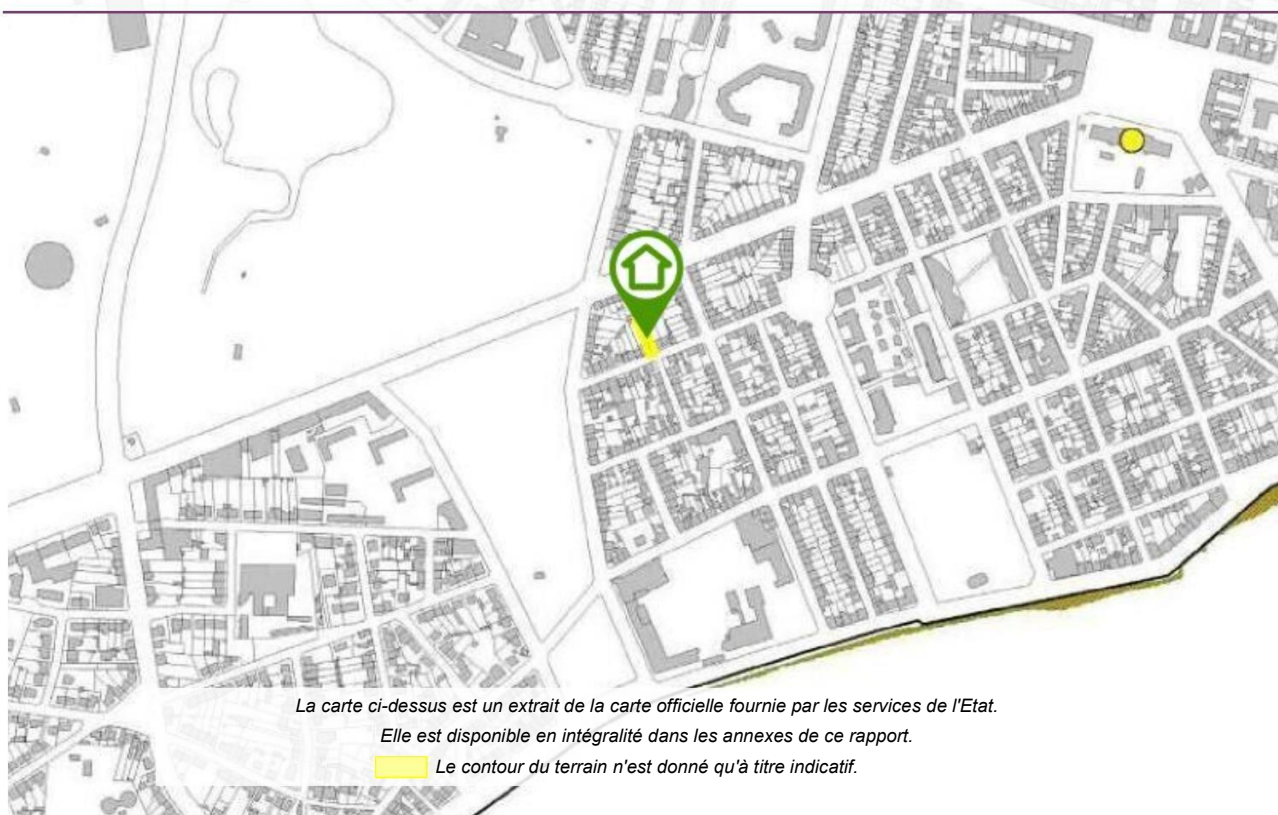 La carte ci-dessus est un extrait de la carte officielle fournie par les services de l'Etat.
Elle est disponible en intégralité dans les annexes de ce rapport.
Le contour du terrain n'est donné qu'à titre indicatif.